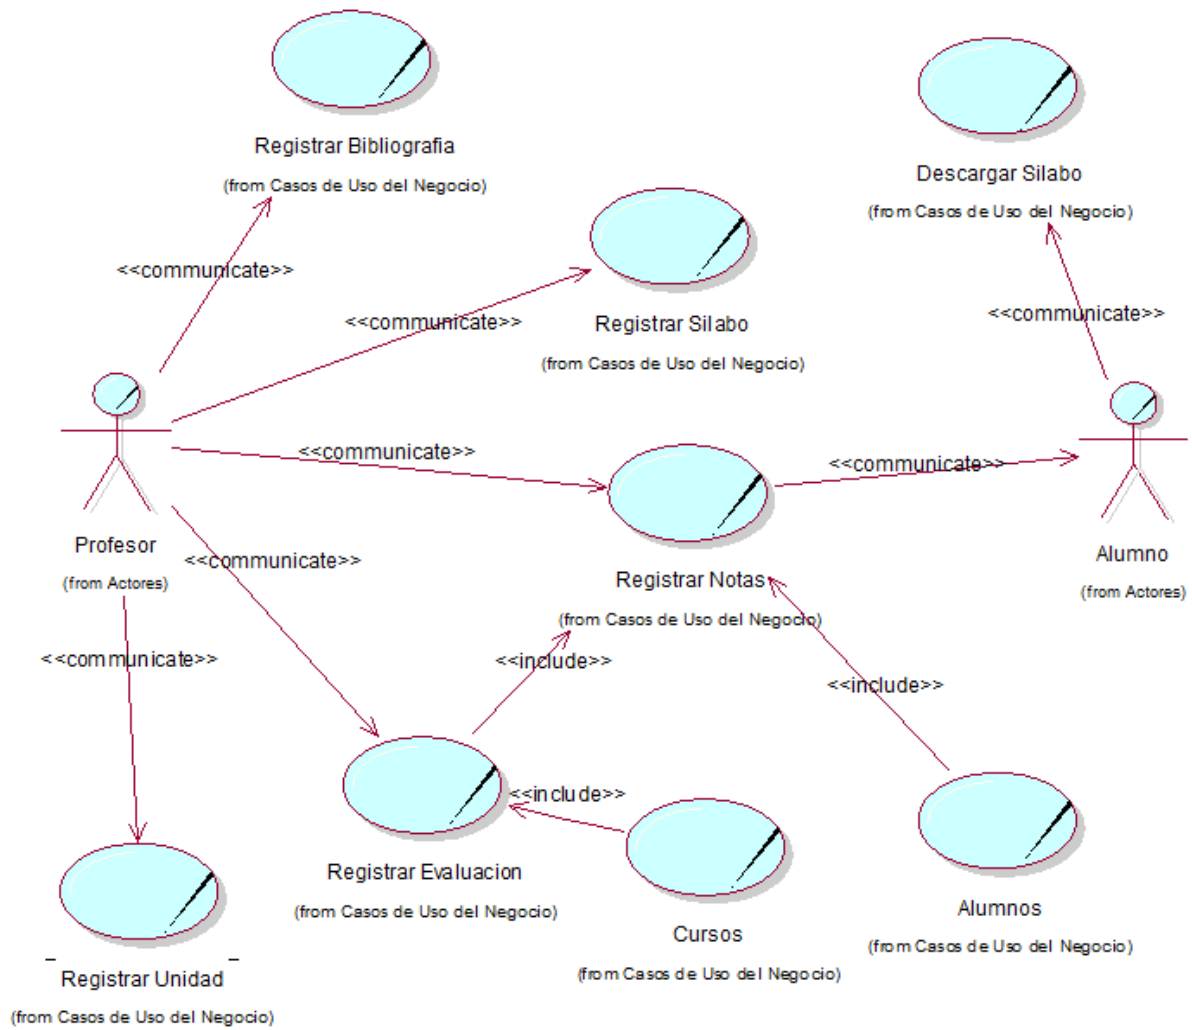 Registrar Bibliografia
(from Casos de Uso del Negocio)
Descargar Silabo
(from Casos de Uso del Negocio)
<<communicate>>
<<communicate>>
<<communicate>>
Registrar Silabo
(from Casos de Uso del Negocio)
<<communicate>>
<<communicate>>
Profesor
(from Actores)
<<communicate>>
Alumno
(from Actores)
Registrar Notas
(from Casos de Uso del Negocio)
<<communicate>>
<<include>>
<<include>>
<<include>>
Registrar Evaluacion
(from Casos de Uso del Negocio)
Cursos
(from Casos de Uso del Negocio)
Alumnos
(from Casos de Uso del Negocio)
Registrar Unidad
(from Casos de Uso del Negocio)